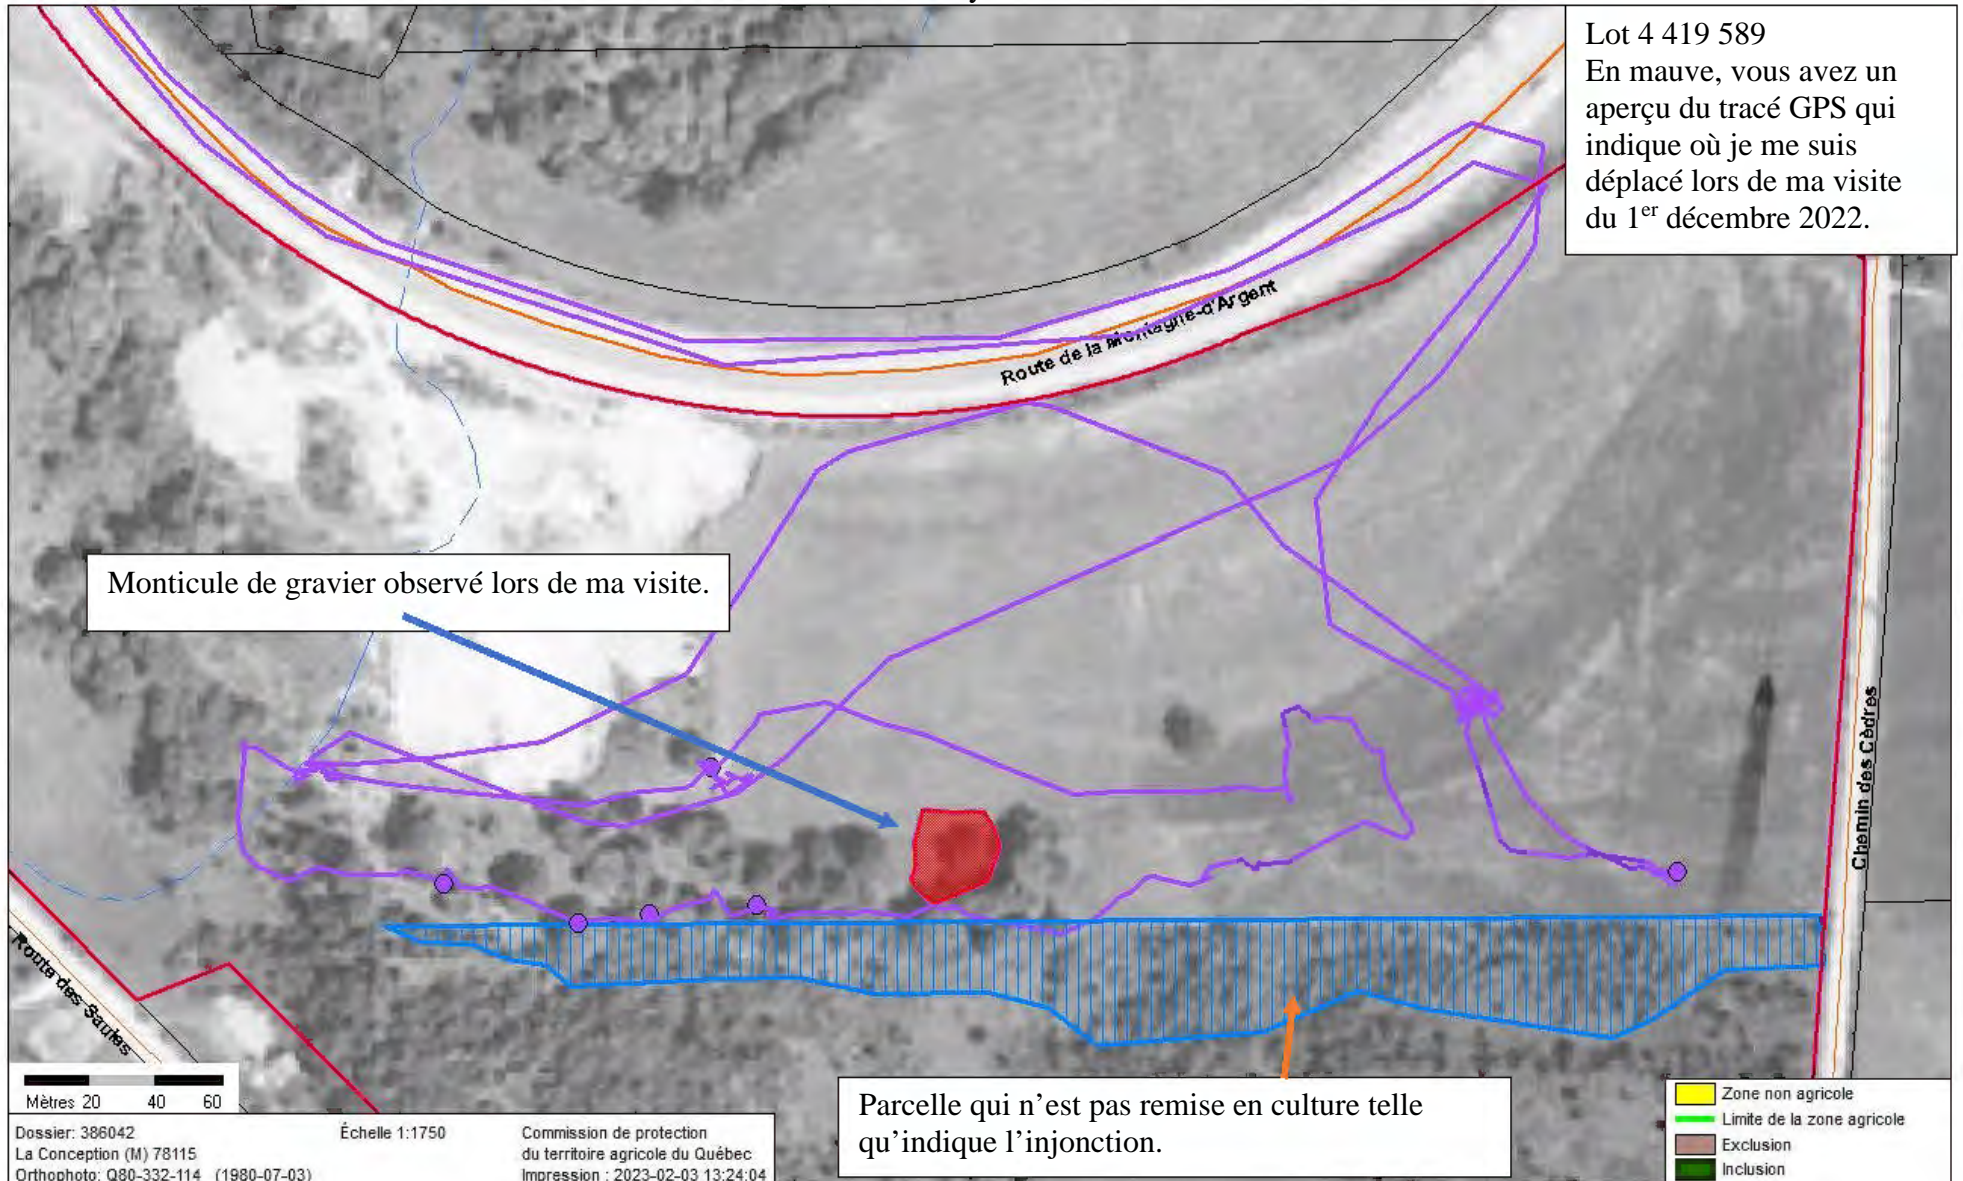 Lot 4 419 589
En mauve, vous avez un
aperçu du tracé GPS qui
indique où je me suis
déplacé lors de ma visite
du 1er décembre 2022.
Route de la Montagne-d'Argent
Monticule de gravier observé lors de ma visite.
Chemin des Cèdres
Route des Saules
Mètres 20 40 60
Parcelle qui n'est pas remise en culture telle
qu'indique l'injonction.
Zone non agricole
Limite de la zone agricole
Exclusion
Inclusion
Dossier: 386042
La Conception (M) 78115
Orthophoto: Q80-332-114 (1980-07-03)
Échelle 1:1750
Commission de protection
du territoire agricole du Québec
Impression : 2023-02-03 13:24:04